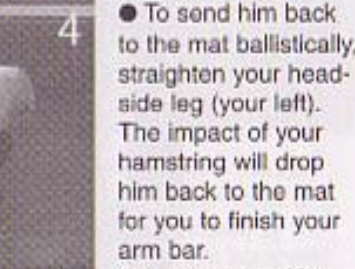 4
● To send him back
to the mat ballistically,
straighten your head-
side leg (your left).
The impact of your
hamstring will drop
him back to the mat
for you to finish your
arm bar.